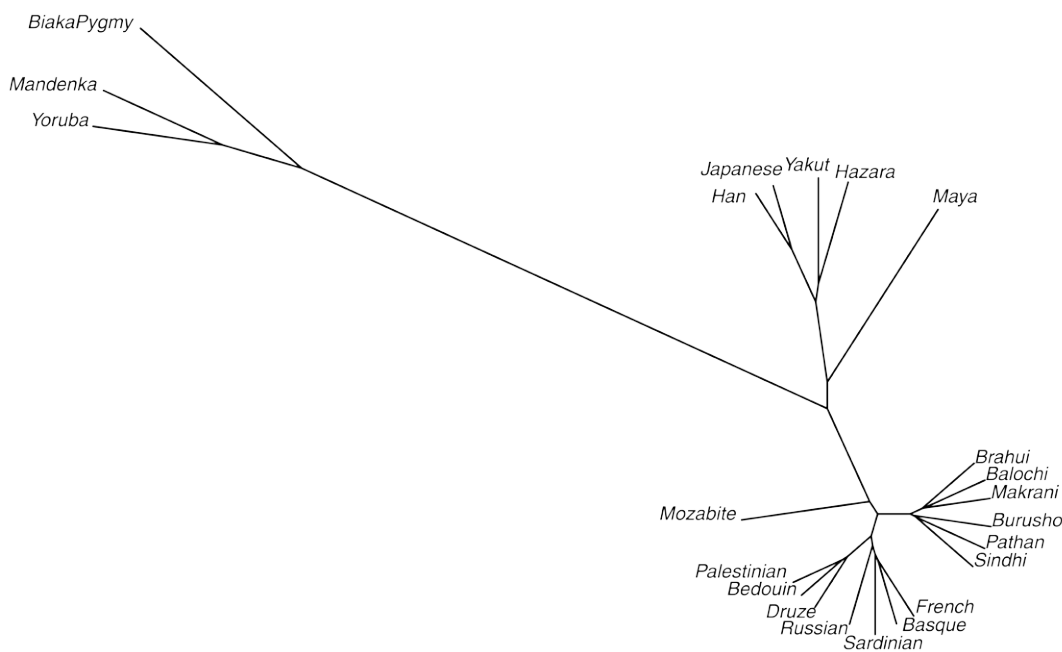 BiakaPygmy
Mandenka
Yoruba
Japanese
Yakut
Hazara
Han
Maya
Brahui
Balochi
Makrani
Mozabite
Burusho
Pathan
Sindhi
Palestinian
Bedouin
Druze
French
Russian
Basque
Sardinian